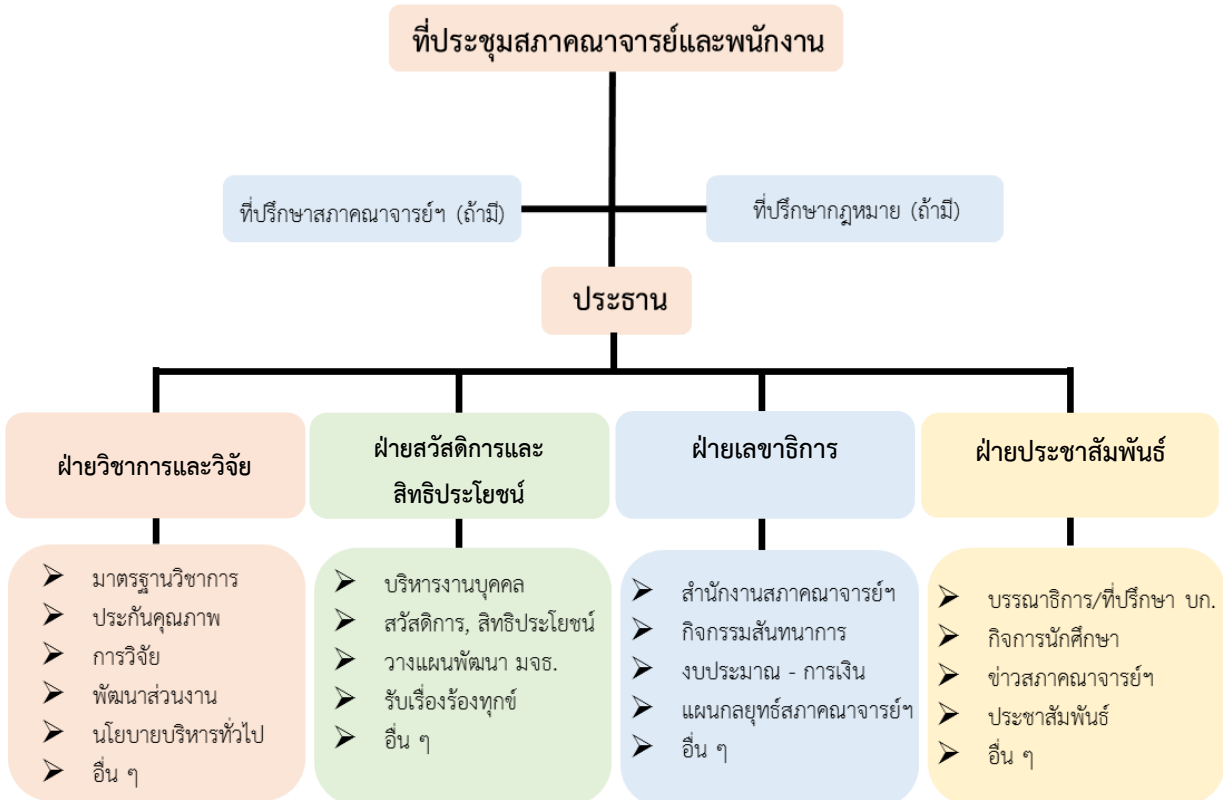 ที่ประชุมสภาคณาจารย์และพนักงาน
ที่ปรึกษาสภาคณาจารย์ฯ (ถ้ามี)
ที่ปรึกษากฎหมาย (ถ้ามี)
ประธาน
ฝ่ายวิชาการและวิจัย
ฝ่ายสวัสดิการและ
สิทธิประโยชน์
ฝ่ายเลขาธิการ
ฝ่ายประชาสัมพันธ์
มาตรฐานวิชาการ
ประกันคุณภาพ
การวิจัย
พัฒนาส่วนงาน
นโยบายบริหารทั่วไป
อื่น ๆ
บริหารงานบุคคล
สวัสดิการ, สิทธิประโยชน์
วางแผนพัฒนา มจธ.
รับเรื่องร้องทุกข์
อื่น ๆ
สำนักงานสภาคณาจารย์ฯ
กิจกรรมสันทนาการ
งบประมาณ - การเงิน
แผนกลยุทธ์สภาคณาจารย์ฯ
อื่น ๆ
บรรณาธิการ/ที่ปรึกษา บก.
กิจการนักศึกษา
ข่าวสภาคณาจารย์ฯ
ประชาสัมพันธ์
อื่น ๆ